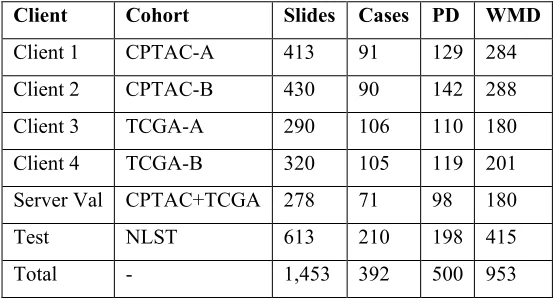 Client Cohort Slides Cases PD WMD
Client 1 CPTAC-A 413 91 129 284
Client 2 CPTAC-B 430 90 142 288
Client 3 TCGA-A 290 106 110 180
Client 4 TCGA-B 320 105 119 201
Server Val CPTAC+TCGA 278 71 98 180
Test NLST 613 210 198 415
Total - 1,453 392 500 953